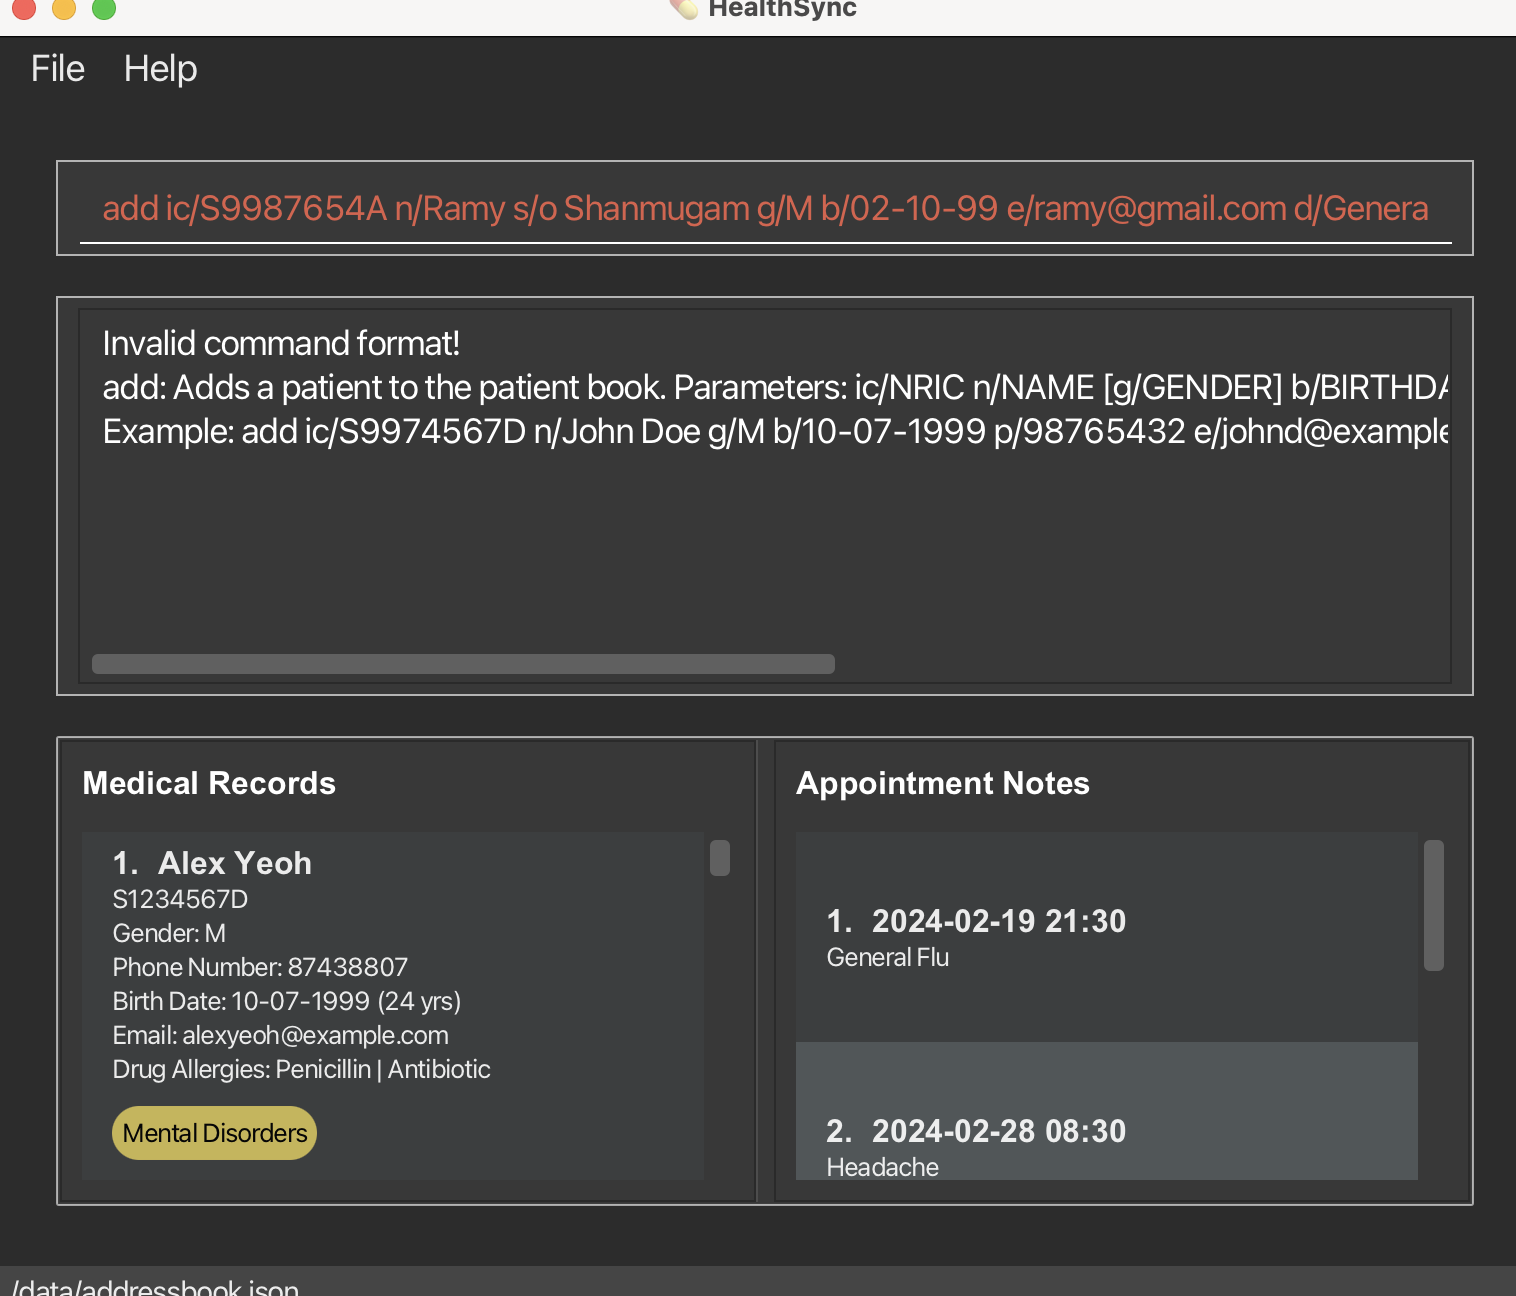 HealthSync
File Help
add ic/S9987654A n/Ramy s/o Shanmugam g/M b/02-10-99 e/ramy@gmail.com d/Genera
Invalid command format!
add: Adds a patient to the patient book. Parameters: ic/NRIC n/NAME [g/GENDER] b/BIRTHDA
Example: add ic/S9974567D n/John Doe g/M b/10-07-1999 p/98765432 e/johnd@example
Medical Records
1. Alex Yeoh
S1234567D
Gender: M
Phone Number: 87438807
Birth Date: 10-07-1999 (24 yrs)
Email: alexyeoh@example.com
Drug Allergies: Penicillin | Antibiotic
Mental Disorders
Appointment Notes
1. 2024-02-19 21:30
General Flu
2. 2024-02-28 08:30
Headache
/data/addressbook.json